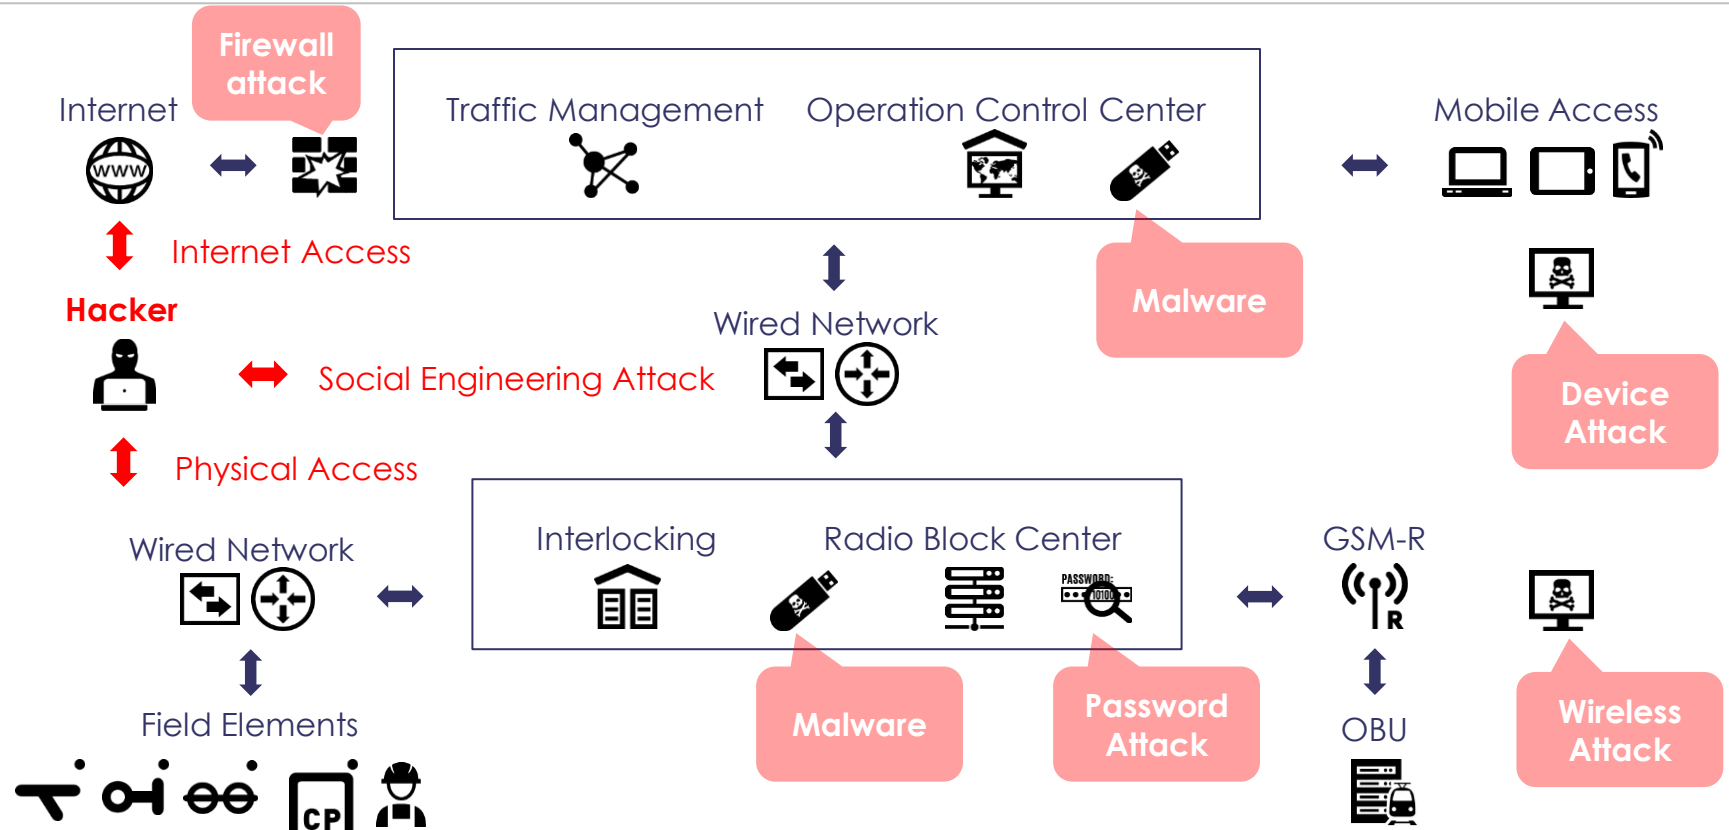 Firewall
attack
Internet
Traffic Management
Operation Control Center
Mobile Access
WWW
Internet Access
Malware
Hacker
Wired Network
Social Engineering Attack
Device
Attack
Physical Access
Interlocking
Radio Block Center
GSM-R
Wired Network
PASSWORD:
10100
R
Malware
Password
Attack
Wireless
Attack
Field Elements
OBU
CP